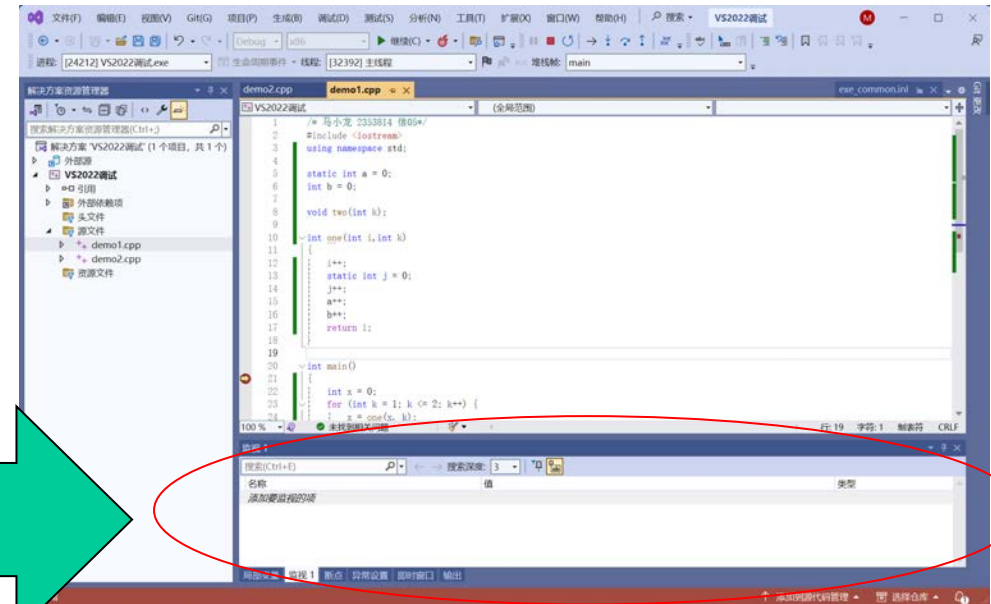 文件(F) 编辑(E) 视图(V) Git(G) 项目(P) 生成(B) 调试(D) 测试(S) 分析(N) 工具(T) 扩展(X) 窗口(W) 帮助(H) 搜索 VS2022调试 M
Debug x86 继续(C)
进程: [24212] VS2022调试.exe 生命周期事件 线程: [32392] 主线程 堆栈帧: main
解决方案资源管理器
搜索解决方案资源管理器(Ctrl+;)
解决方案 'VS2022调试' (1 个项目，共 1 个)
外部源
VS2022调试
引用
外部依赖项
头文件
源文件
demo1.cpp
demo2.cpp
资源文件
demo2.cpp demo1.cpp exe_common.inl
VS2022调试 (全局范围)
1 /* 马小龙 2353814 信05*/
2 #include <iostream>
3 using namespace std;
4
5 static int a = 0;
6 int b = 0;
7
8 void two(int k);
9
10 int one(int i,int k)
11 {
12 i++;
13 static int j = 0;
14 j++;
15 a++;
16 b++;
17 return i;
18 }
19
20 int main()
21 {
22 int x = 0;
23 for (int k = 1; k <= 2; k++) {
24 x = one(x, k);
100 % 未找到相关问题 行: 19 字符: 1 制表符 CRLF
监视 1
搜索(Ctrl+E) 搜索深度: 3
名称 值 类型
添加要监视的项
局部变量 监视 1 断点 异常设置 即时窗口 输出
添加到源代码管理 选择仓库